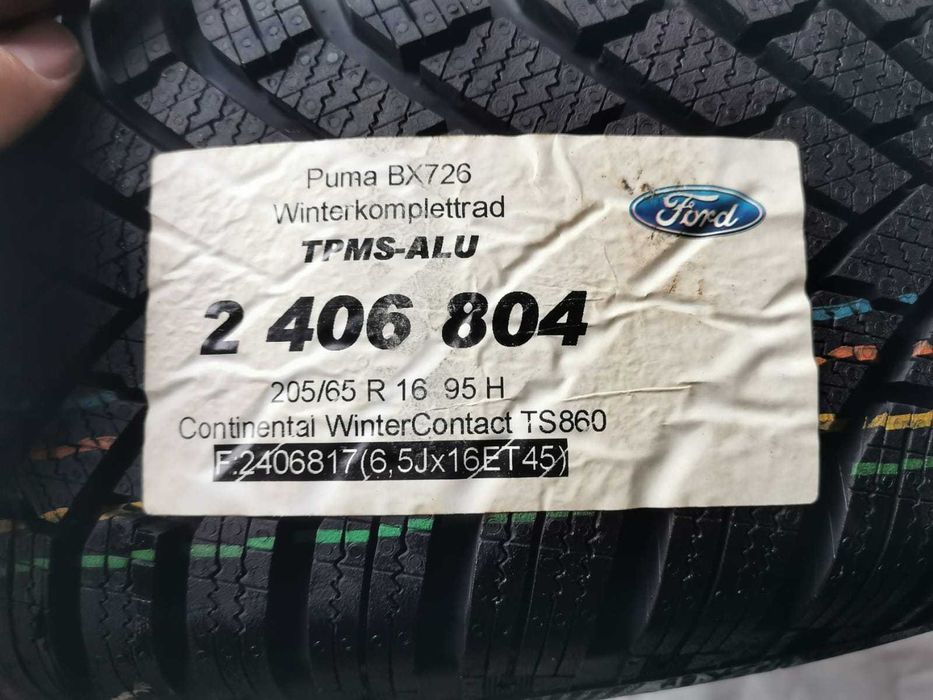 Puma BX726
Winterkomplettrad
TPMS-ALU
Ford
2 406 804
205/65 R 16 95 H
Continental WinterContact TS860
F:2406817(6,5Jx16ET45)